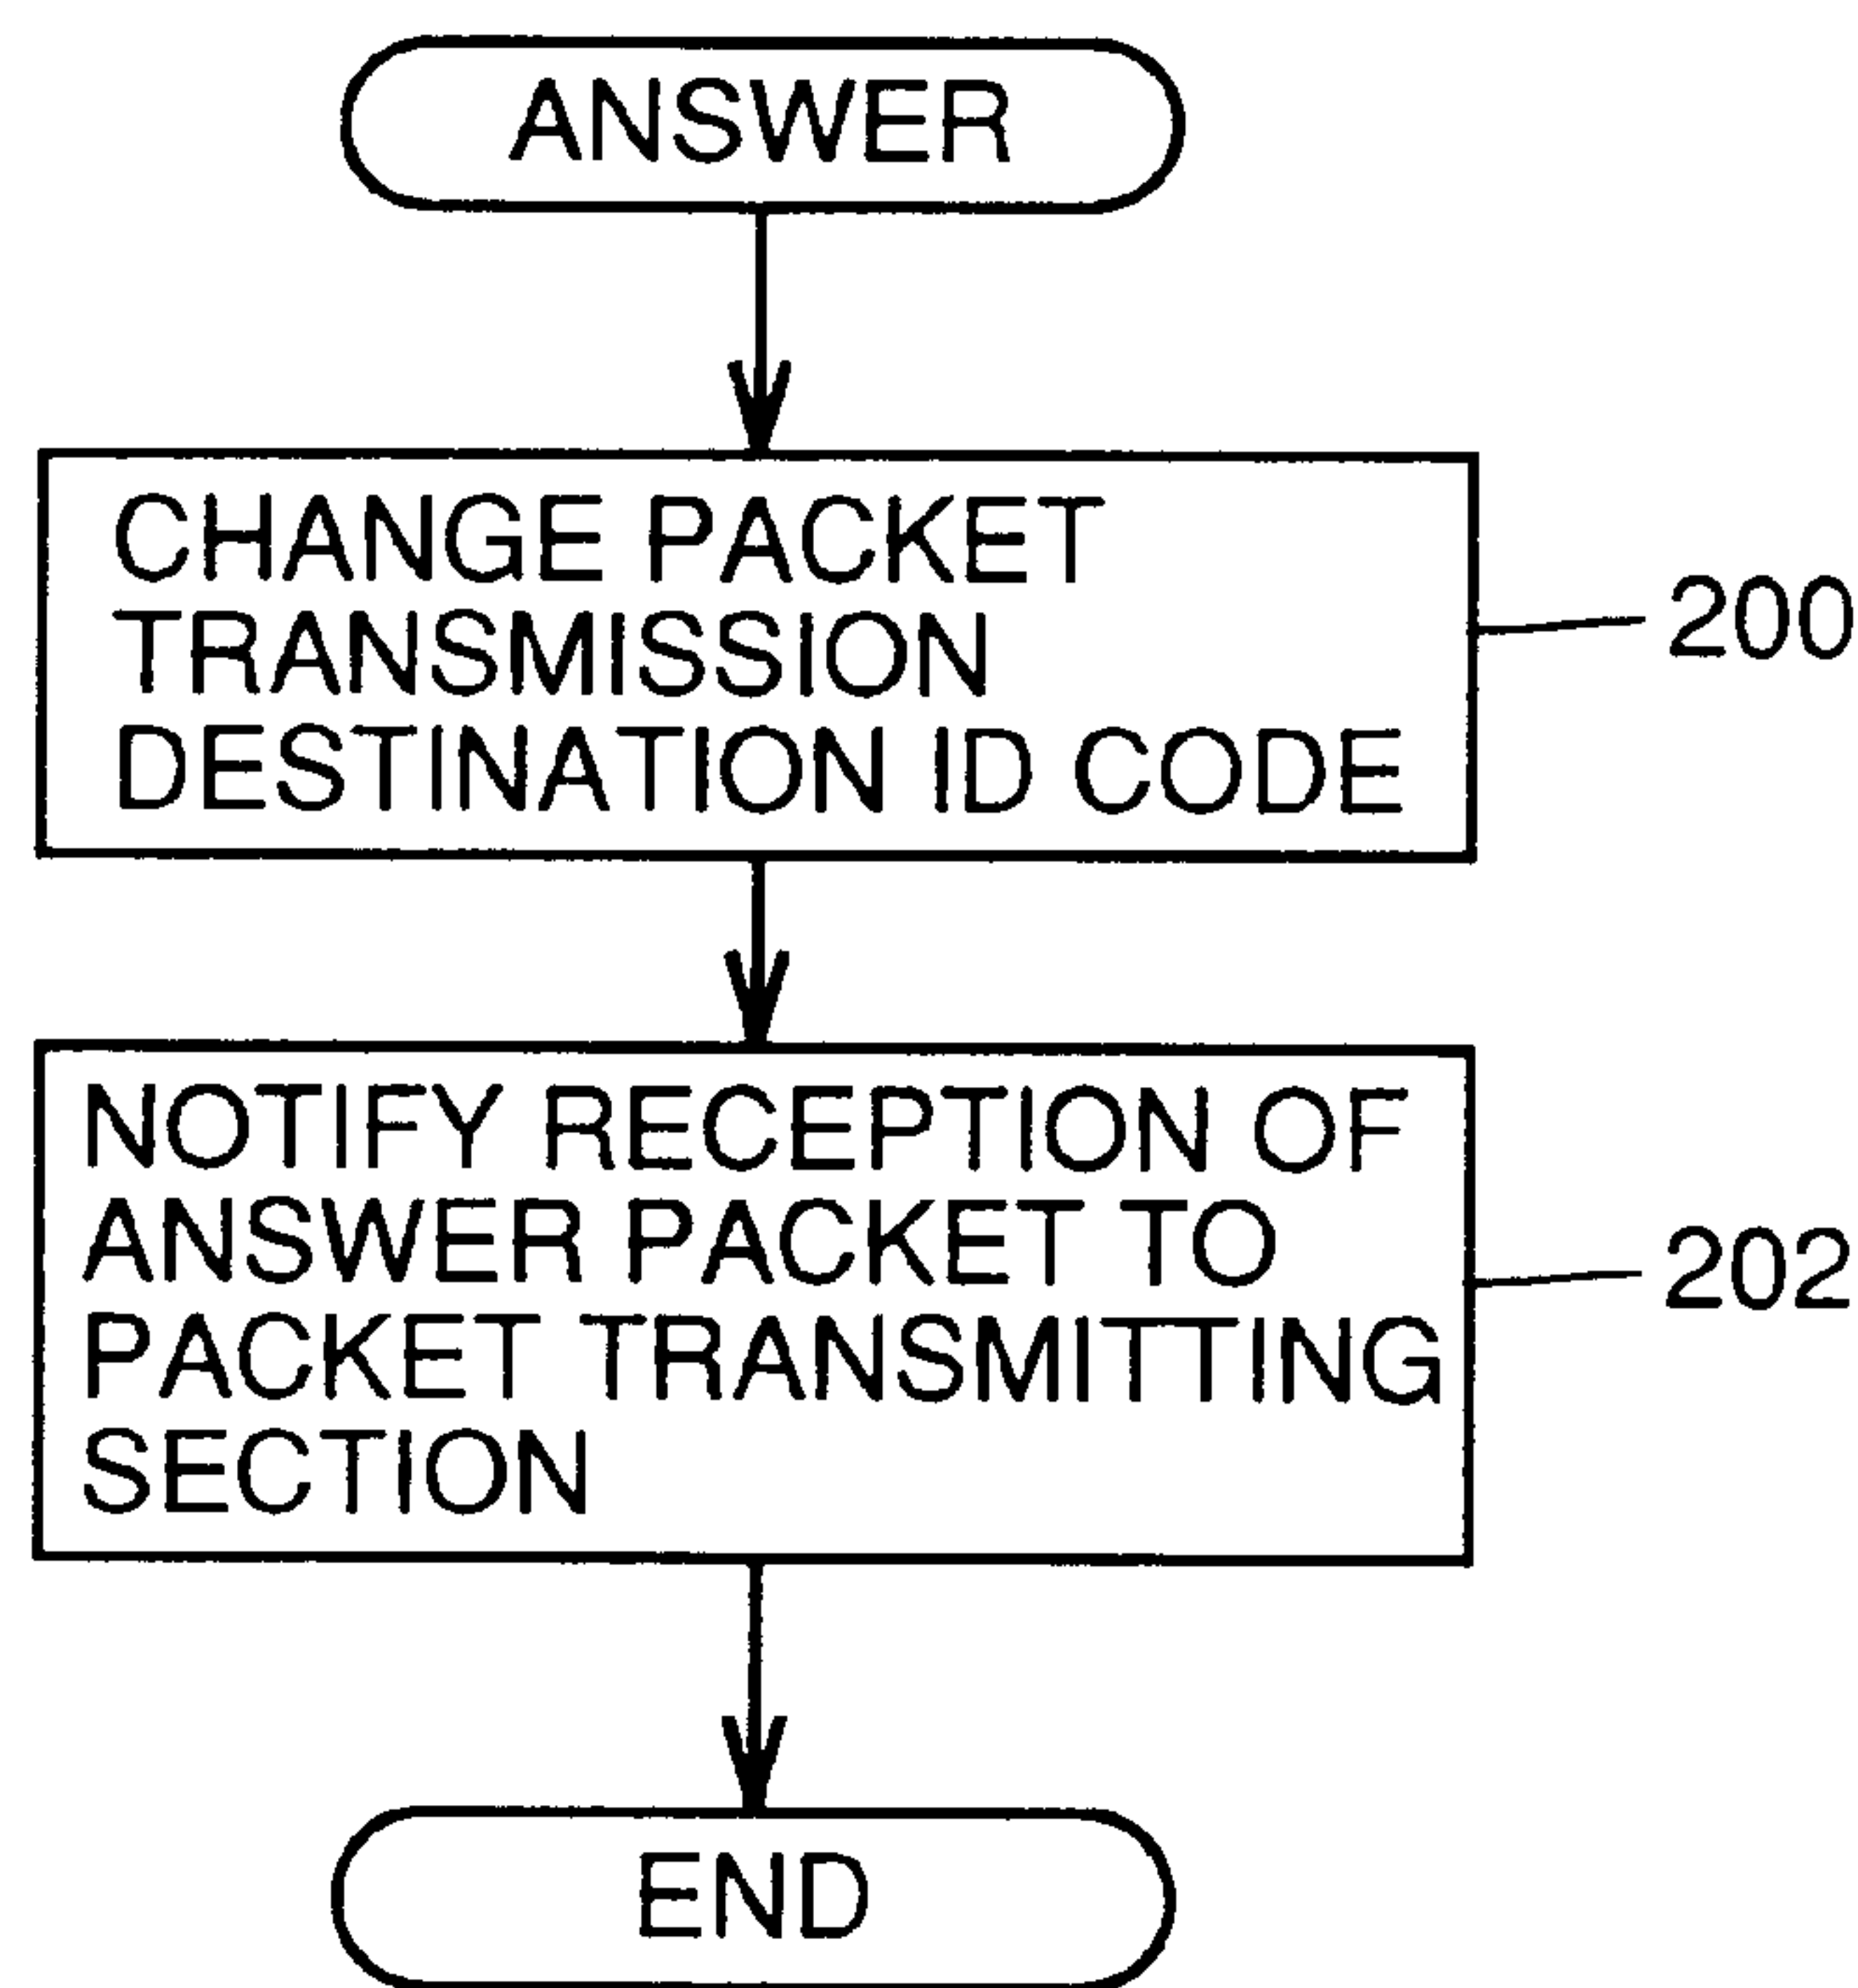 ANSWER
CHANGE PACKET
TRANSMISSION
DESTINATION ID CODE
200
NOTIFY RECEPTION OF
ANSWER PACKET TO
PACKET TRANSMITTING
SECTION
202
END